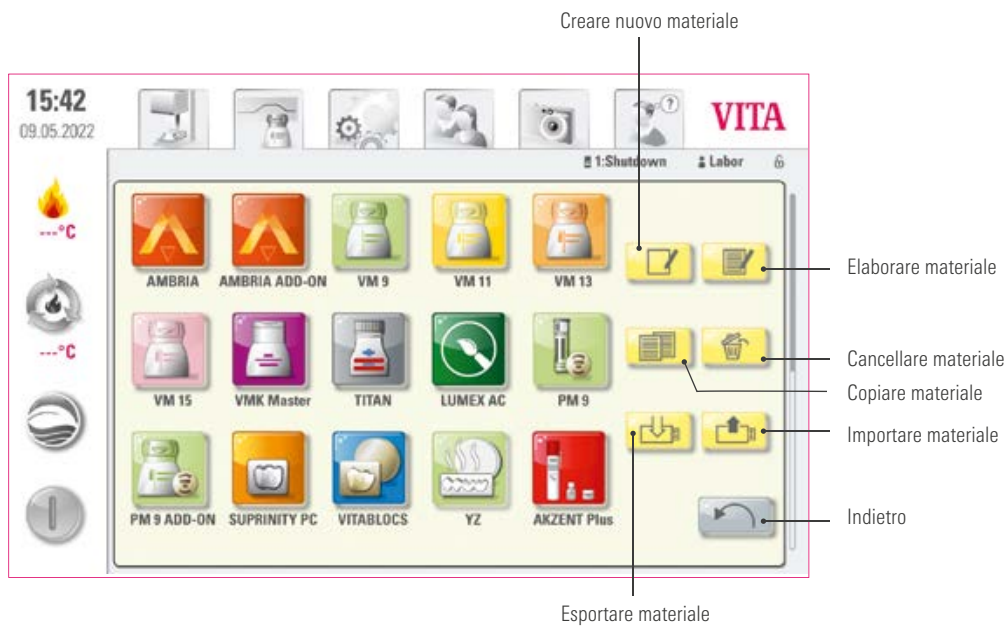 Creare nuovo materiale
15:42
09.05.2022
?
VITA
1:Shutdown
Labor
---°C
---°C
AMBRIA
AMBRIA ADD-ON
VM 9
VM 11
VM 13
VM 15
VMK Master
TITAN
LUMEX AC
PM 9
PM 9 ADD-ON
SUPRINITY PC
VITABLOCS
YZ
AKZENT Plus
Elaborare materiale
Cancellare materiale
Copiare materiale
Importare materiale
Indietro
Esportare materiale